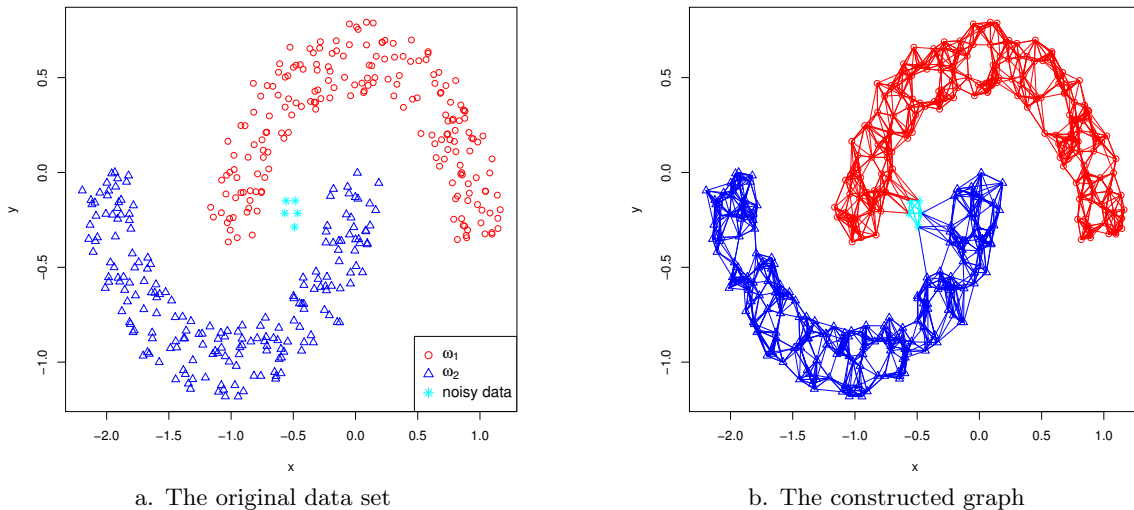 0.5
0.0
−0.5
−1.0
y
−2.0 −1.5 −1.0 −0.5 0.0 0.5 1.0
x
ω1
ω2
noisy data
a. The original data set
0.5
0.0
−0.5
−1.0
y
−2.0 −1.5 −1.0 −0.5 0.0 0.5 1.0
x
b. The constructed graph